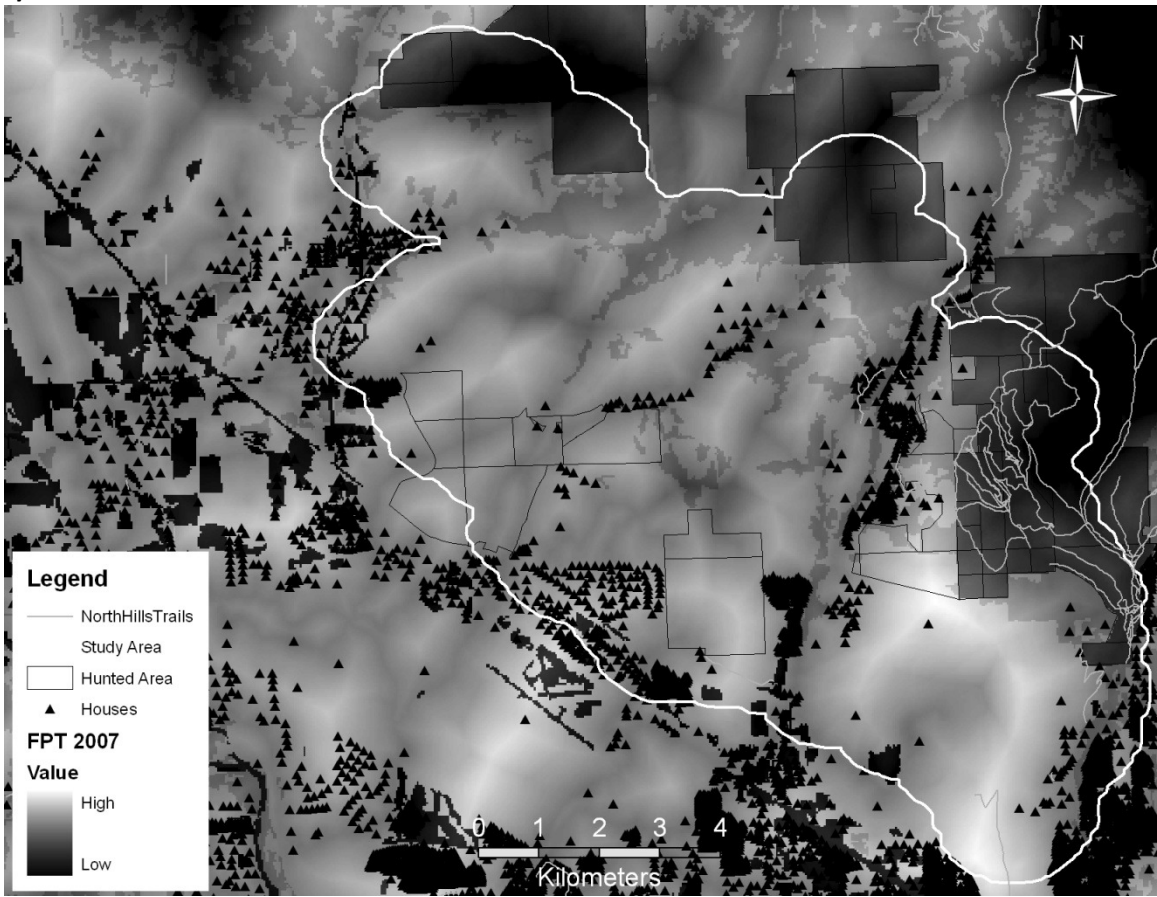 N
Legend
NorthHillsTrails
Study Area
Hunted Area
Houses
FPT 2007
Value
High
Low
0 1 2 3 4
Kilometers